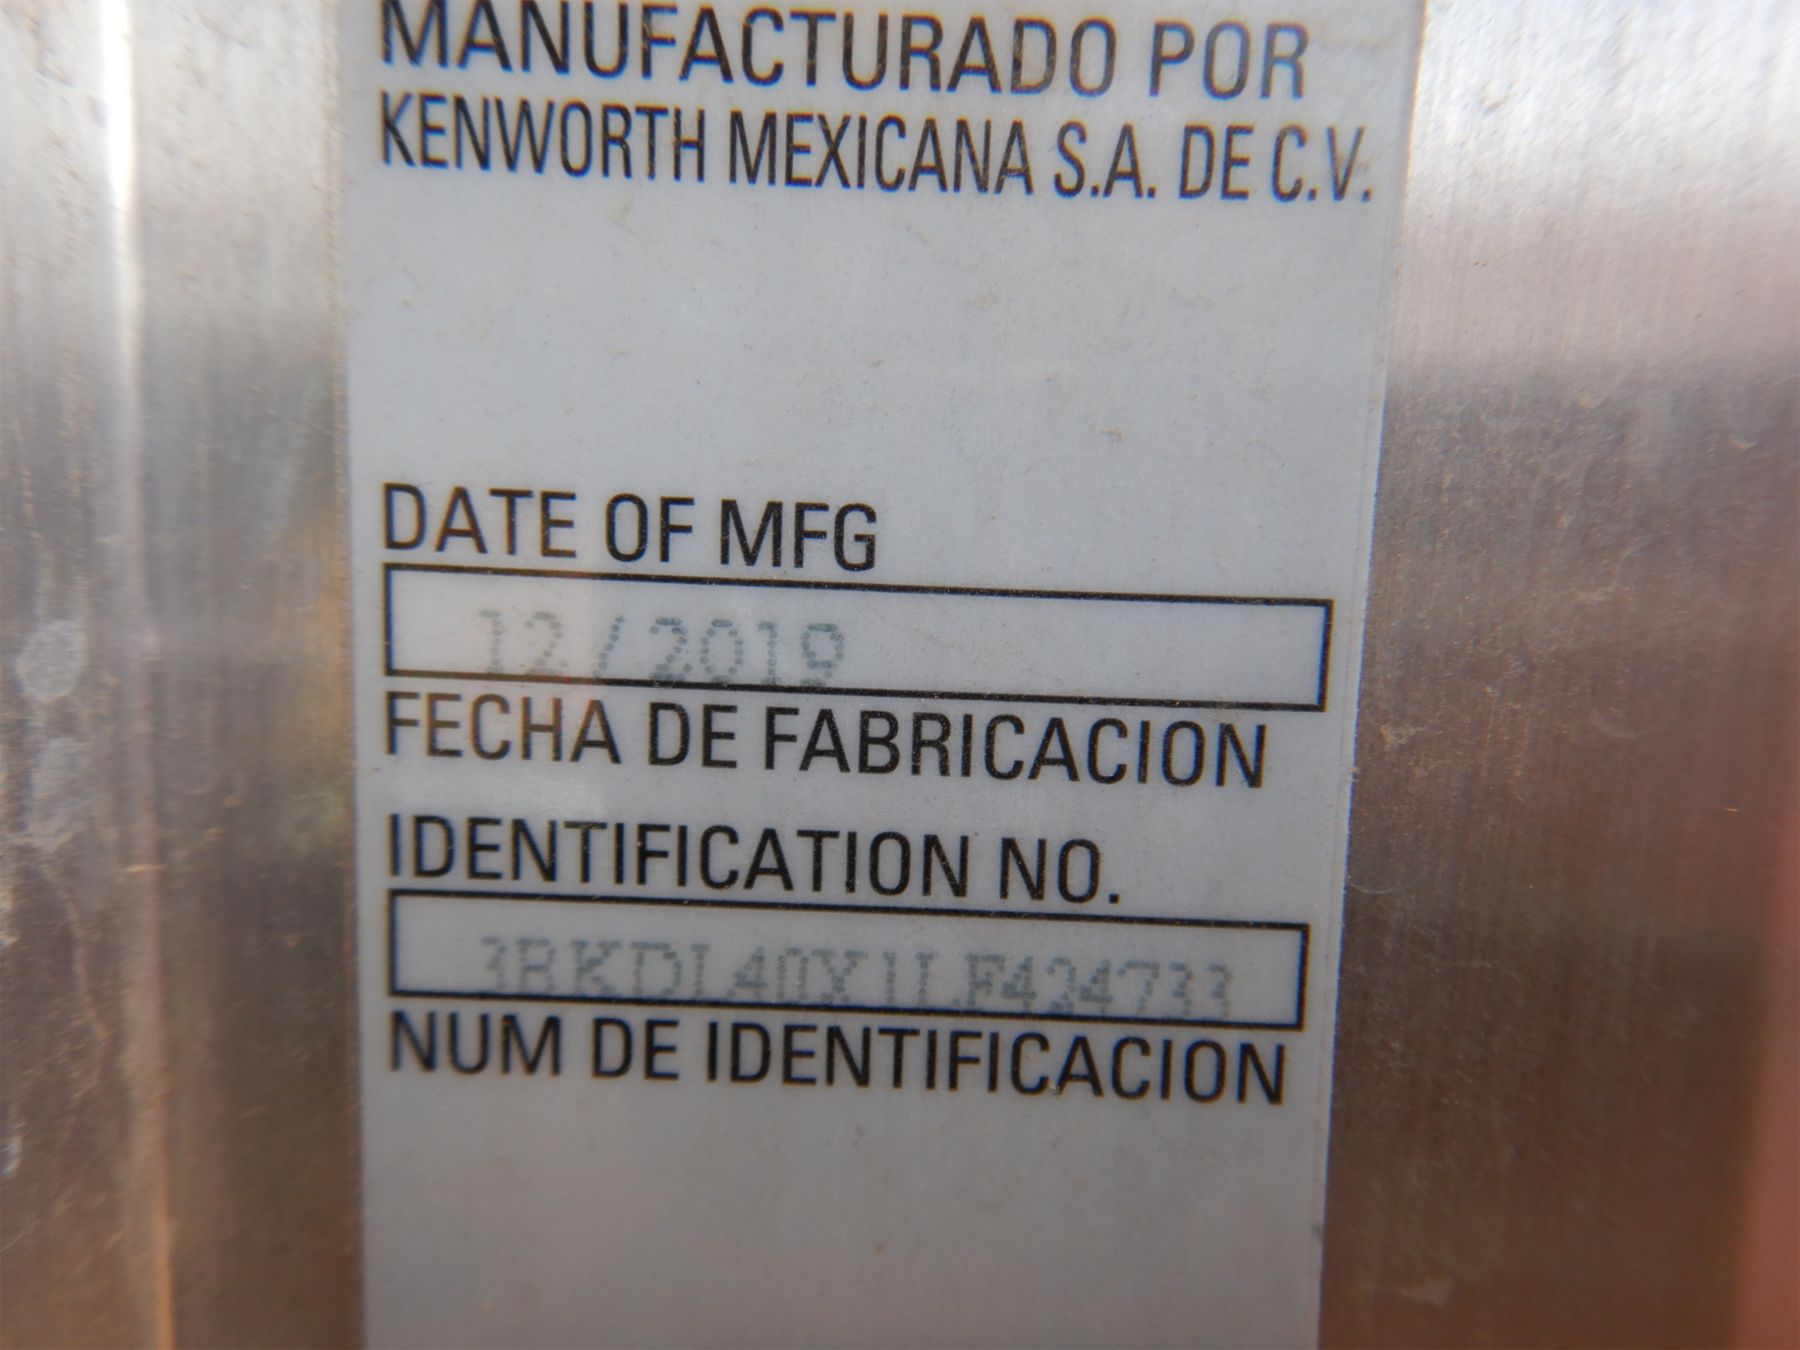 MANUFACTURADO POR
KENWORTH MEXICANA S.A. DE C.V.
DATE OF MFG
12/2019
FECHA DE FABRICACION
IDENTIFICATION NO.
3BKDL40X1LF424733
NUM DE IDENTIFICACION